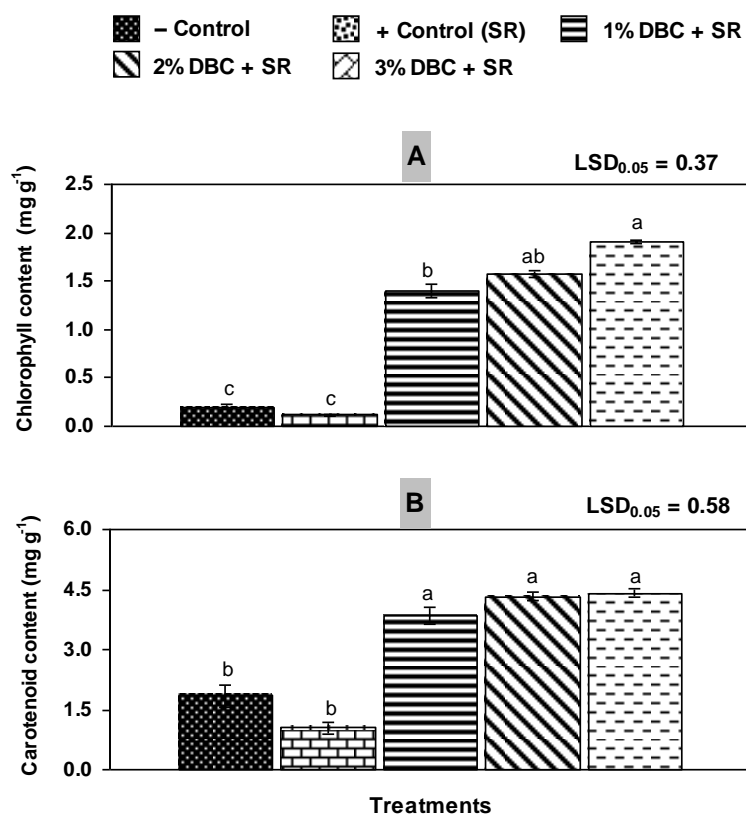 – Control + Control (SR) 1% DBC + SR
2% DBC + SR 3% DBC + SR
A LSD0.05 = 0.37
Chlorophyll content (mg g-1)
2.5
2.0
1.5
1.0
0.5
0.0
c c b ab a
B LSD0.05 = 0.58
Carotenoid content (mg g-1)
6.0
4.5
3.0
1.5
0.0
b b a a a
Treatments